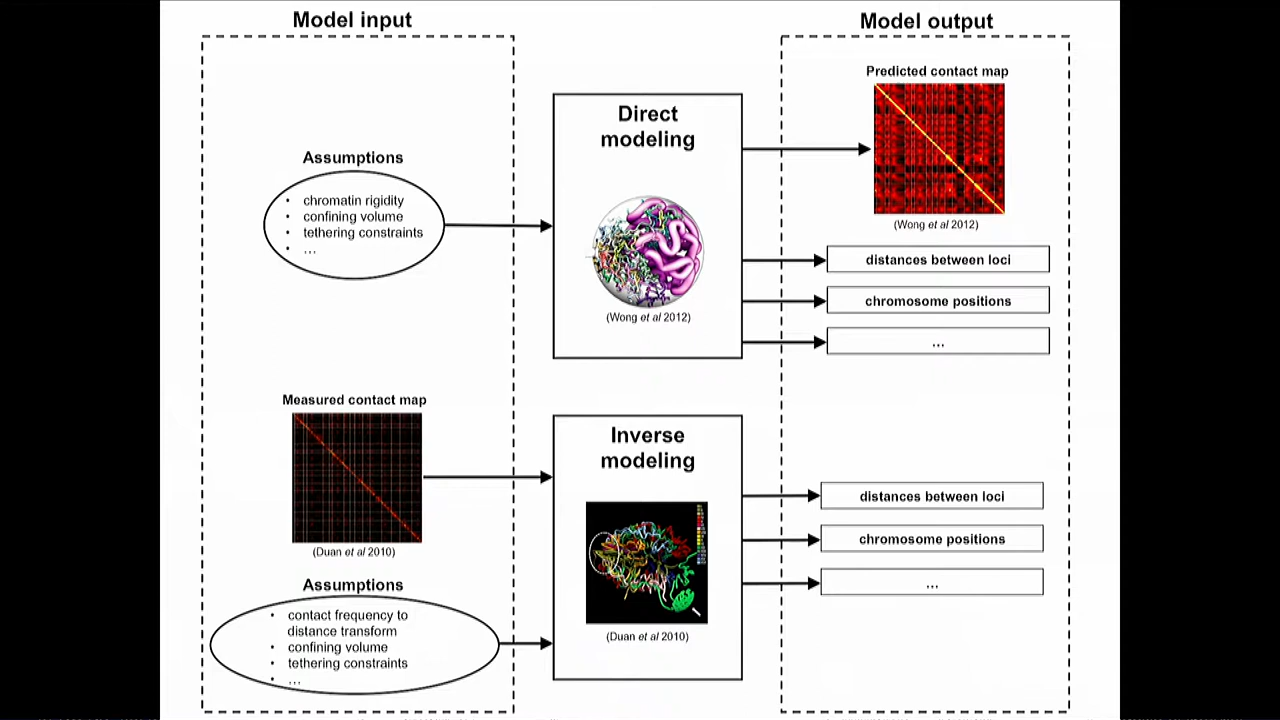 Model input
Model output
Predicted contact map
Direct
modeling
Assumptions
• chromatin rigidity
• confining volume
• tethering constraints
• ...
(Wong et al 2012)
(Wong et al 2012)
distances between loci
chromosome positions
...
Measured contact map
(Duan et al 2010)
Inverse
modeling
(Duan et al 2010)
distances between loci
chromosome positions
...
Assumptions
• contact frequency to
distance transform
• confining volume
• tethering constraints
• ...